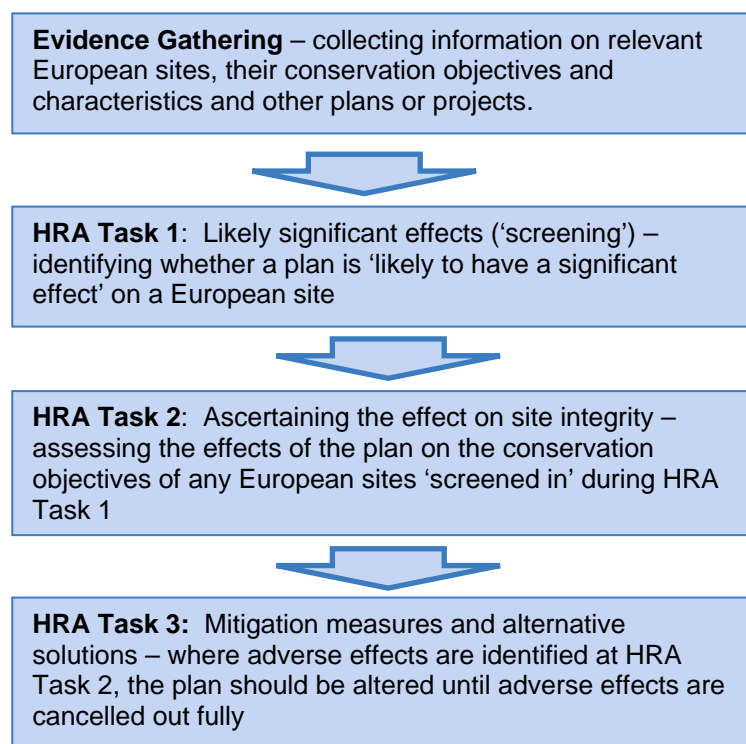 Evidence Gathering – collecting information on relevant
European sites, their conservation objectives and
characteristics and other plans or projects.
HRA Task 1:  Likely significant effects (‘screening’) –
identifying whether a plan is ‘likely to have a significant
effect’ on a European site
HRA Task 2:  Ascertaining the effect on site integrity –
assessing the effects of the plan on the conservation
objectives of any European sites ‘screened in’ during HRA
Task 1
HRA Task 3:  Mitigation measures and alternative
solutions – where adverse effects are identified at HRA
Task 2, the plan should be altered until adverse effects are
cancelled out fully